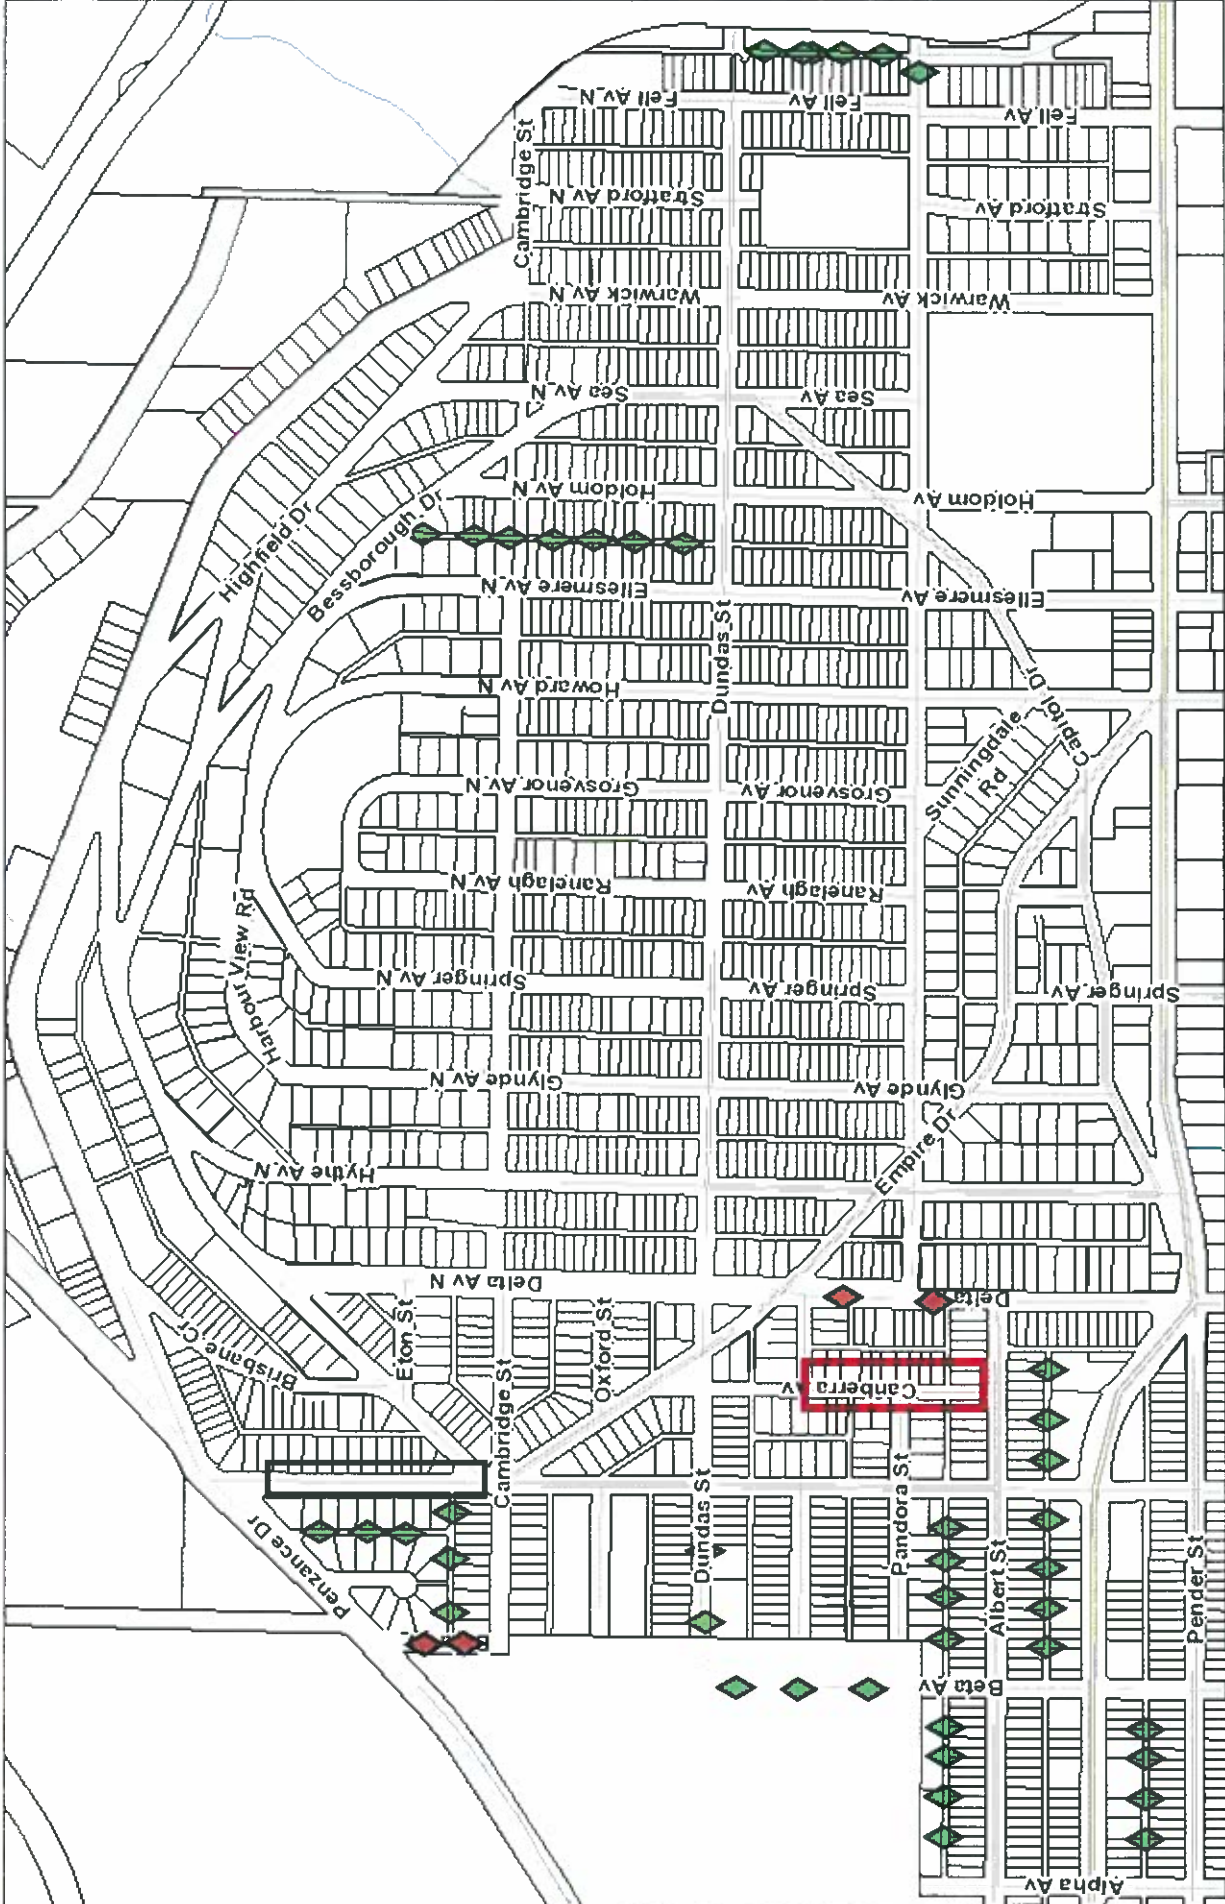 Fell Av N
Fell Av
Fell Av
Cambridge St
Stratford Av N
Stratford Av
Warwick Av N
Warwick Av
Sea Av N
Sea Av
Holdom Av N
Holdom Av
Highfield Dr
Bessborough Dr
Ellesmere Av N
Ellesmere Av
Dundas St
Howard Av N
Capitol Dr
Sunningdale
Rd
Grosvenor Av N
Grosvenor Av
Ranelagh Av N
Ranelagh Av
Harbour View Rd
Springer Av N
Springer Av
Springer Av
Glynde Av N
Glynde Av
Empire Dr
Hythe Av N
Delta Av N
Delta
Eton St
Oxford St
Brisbane Cr
Cambridge St
Canberra
Av
Dundas St
Pandora St
Penzance Dr
Albert St
Pender St
Beta Av
Alpha Av